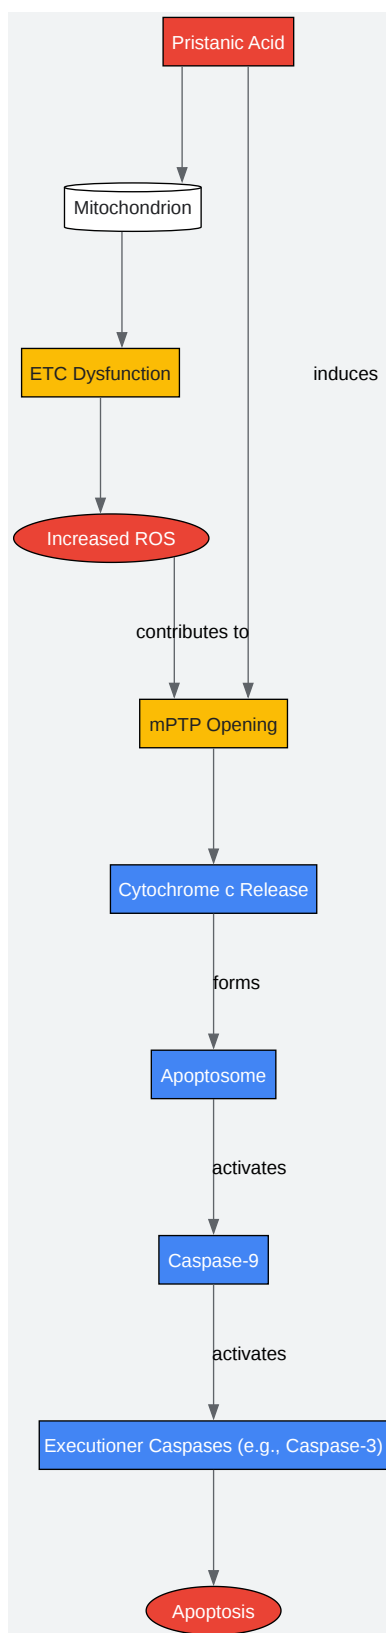 Pristanic Acid
Mitochondrion
ETC Dysfunction
induces
Increased ROS
contributes to
mPTP Opening
Cytochrome c Release
forms
Apoptosome
activates
Caspase-9
activates
Executioner Caspases (e.g., Caspase-3)
Apoptosis